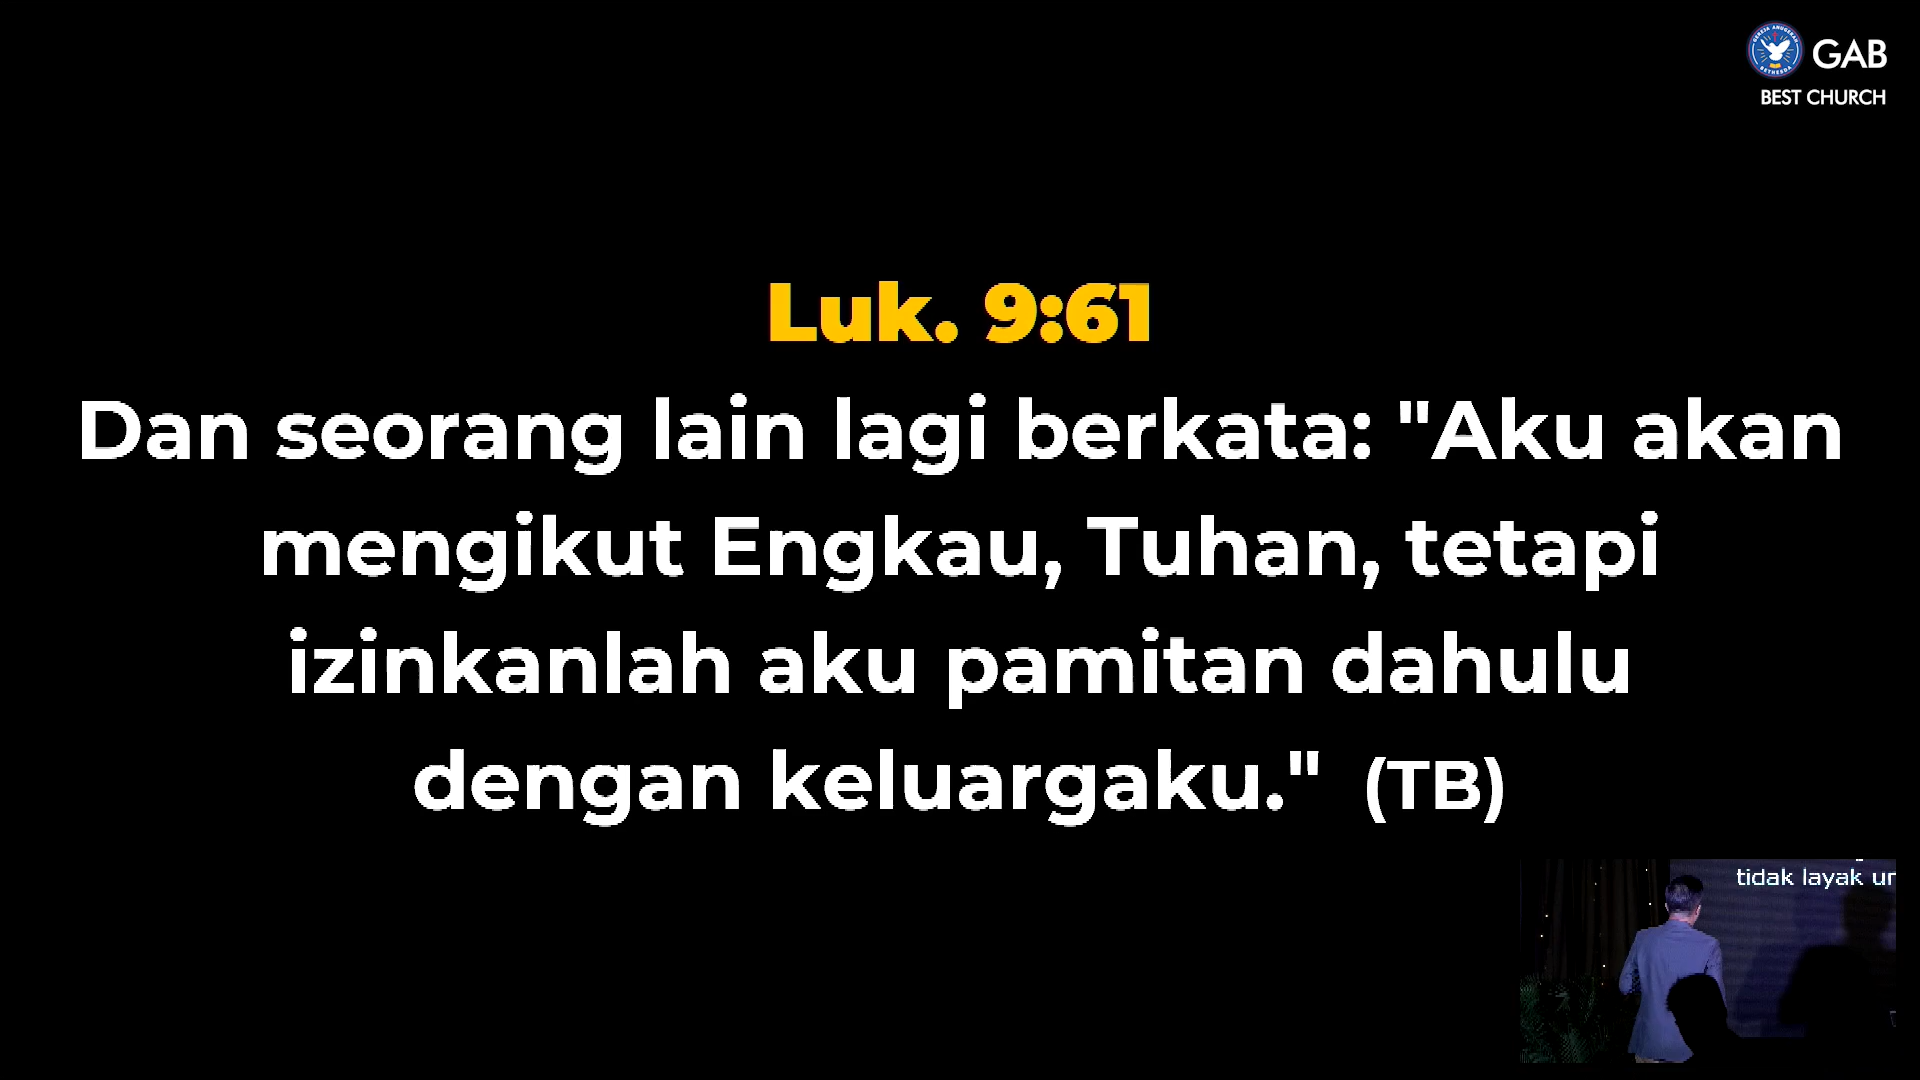 GAB
BEST CHURCH
Luk. 9:61
Dan seorang lain lagi berkata: "Aku akan
mengikut Engkau, Tuhan, tetapi
izinkanlah aku pamitan dahulu
dengan keluargaku." (TB)
tidak layak